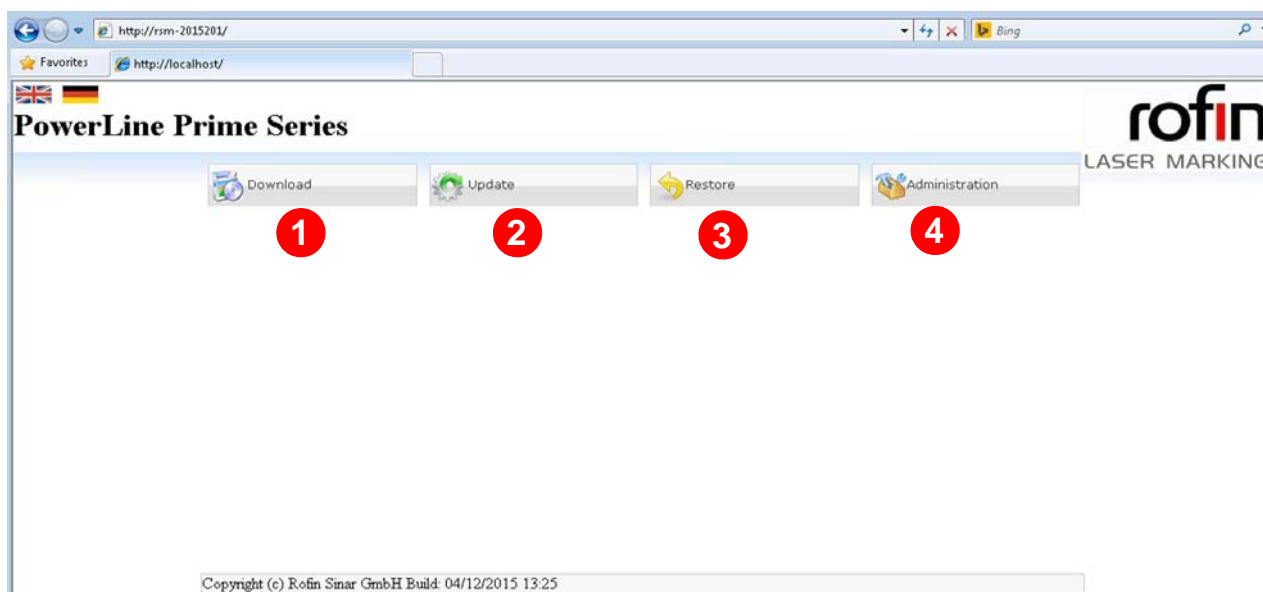 http://rsm-2015201/
Bing
Favorites
http://localhost/
PowerLine Prime Series
rofin
LASER MARKING
Download
Update
Restore
Administration
1
2
3
4
Copyright (c) Rofin Sinar GmbH Build: 04/12/2015 13:25